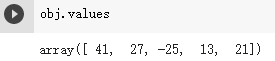 obj.values
array([ 41,  27, -25,  13,  21])